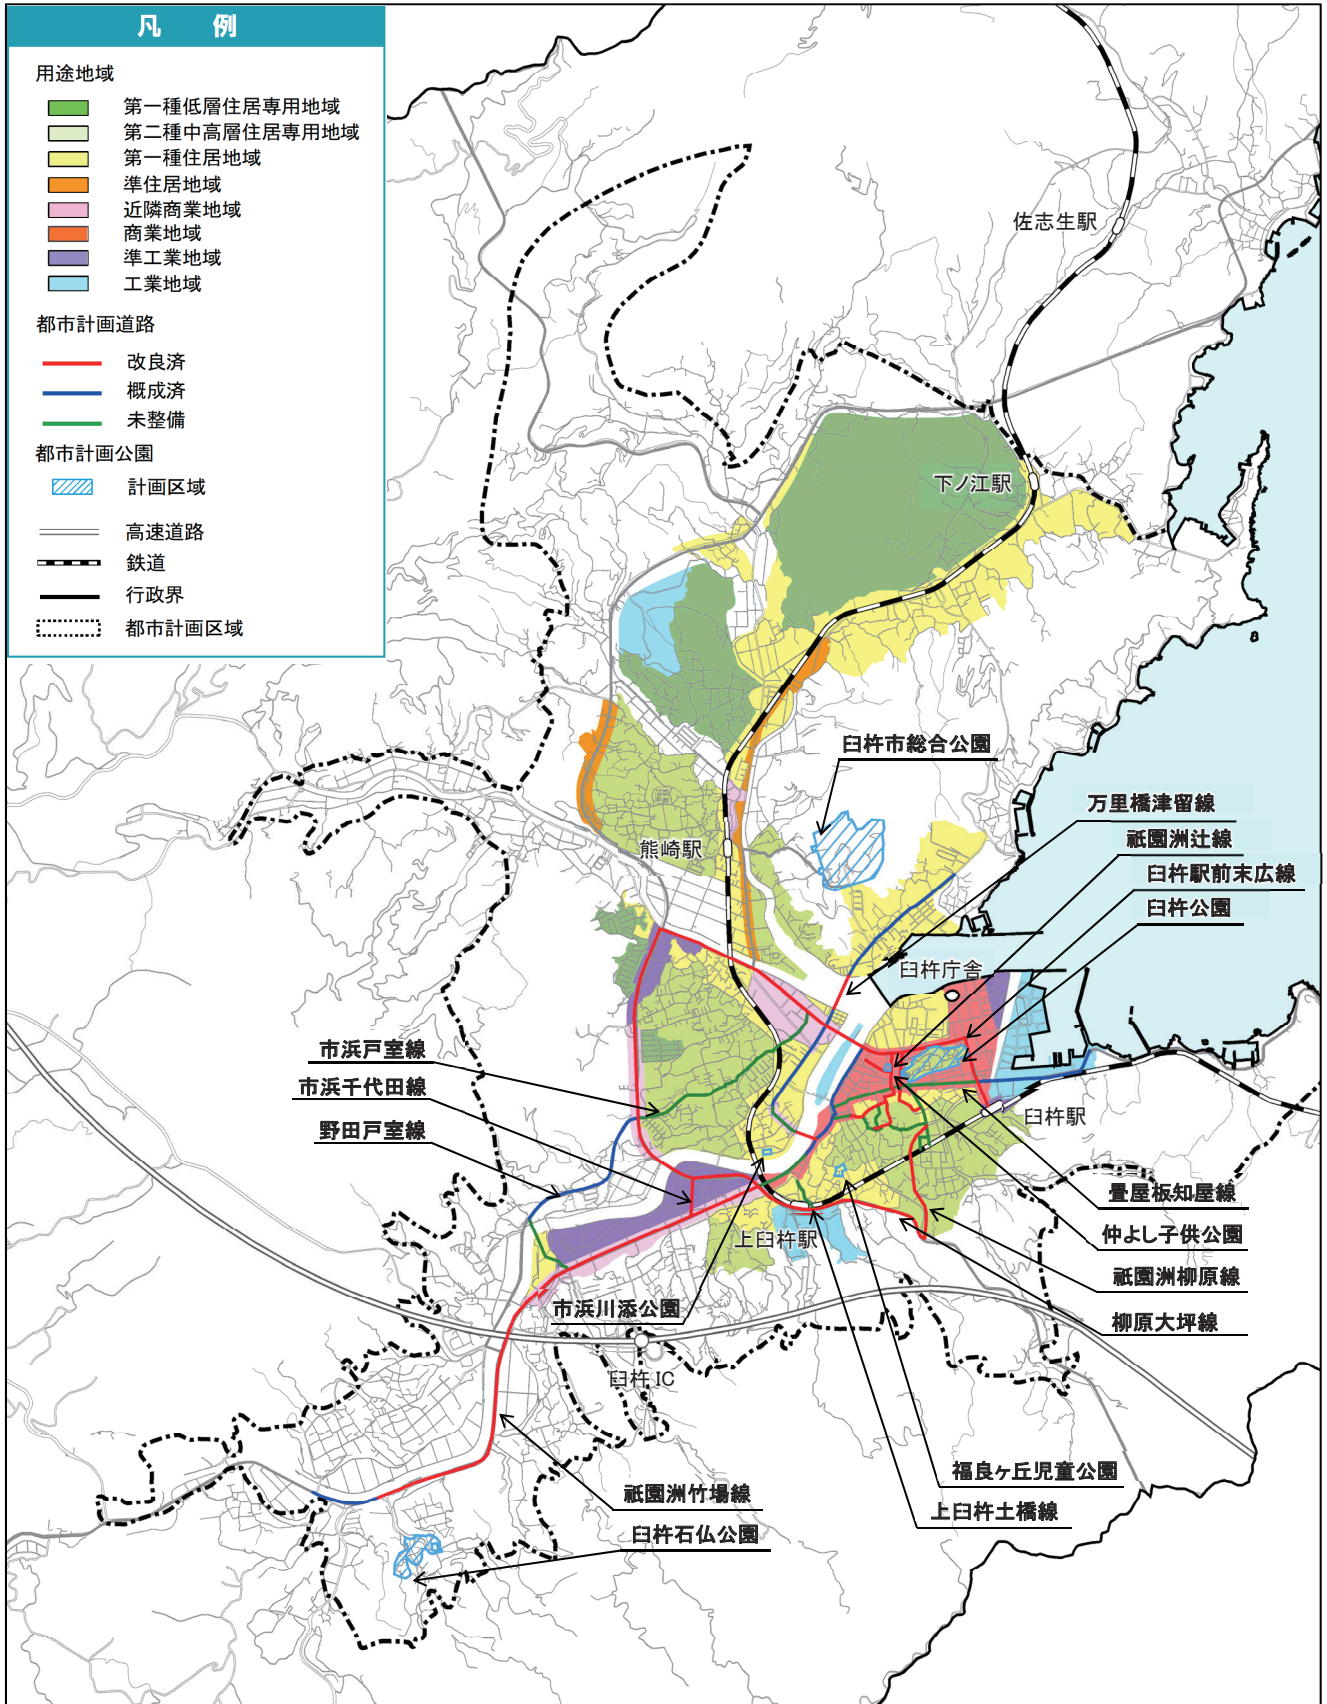 凡 例
用途地域
第一種低層住居専用地域
第二種中高層住居専用地域
第一種住居地域
準住居地域
近隣商業地域
商業地域
準工業地域
工業地域
都市計画道路
改良済
概成済
未整備
都市計画公園
計画区域
高速道路
鉄道
行政界
都市計画区域
佐志生駅
下ノ江駅
臼杵市総合公園
万里橋津留線
祇園洲辻線
熊崎駅
臼杵駅前末広線
臼杵公園
臼杵庁舎
市浜戸室線
市浜千代田線
臼杵駅
野田戸室線
畳屋板知屋線
仲よし子供公園
上臼杵駅
祇園洲柳原線
市浜川添公園
柳原大坪線
臼杵 IC
福良ヶ丘児童公園
祇園洲竹場線
上臼杵土橋線
臼杵石仏公園